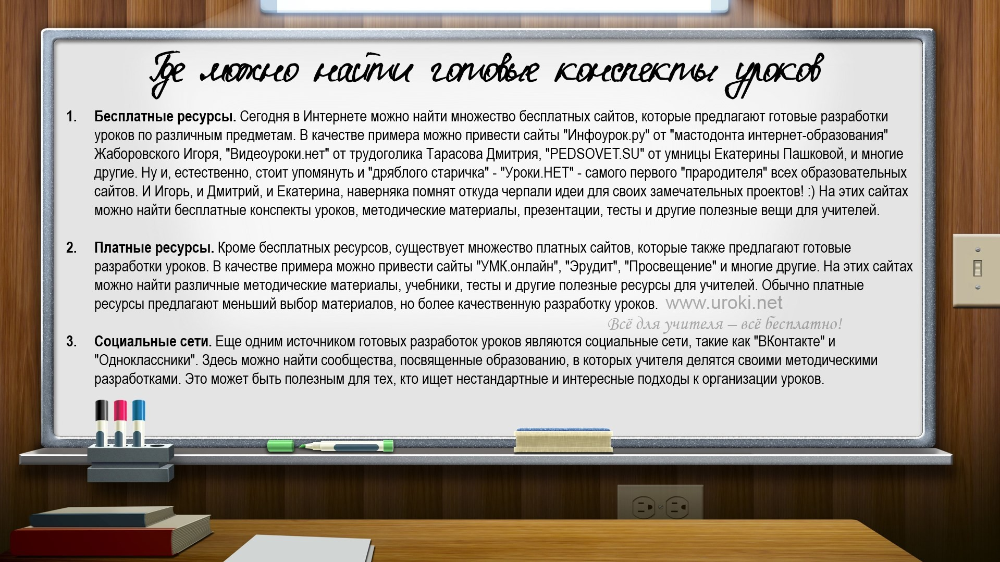 Где можно найти готовые конспекты уроков
1. Бесплатные ресурсы. Сегодня в Интернете можно найти множество бесплатных сайтов, которые предлагают готовые разработки
уроков по различным предметам. В качестве примера можно привести сайты "Инфоурок.ру" от "мастодонта интернет-образования"
Жаборовского Игоря, "Видеоуроки.нет" от трудоголика Тарасова Дмитрия, "PEDSOVET.SU" от умницы Екатерины Пашковой, и многие
другие. Ну и, естественно, стоит упомянуть и "дряблого старичка" - "Уроки.НЕТ" - самого первого "прародителя" всех образовательных
сайтов. И Игорь, и Дмитрий, и Екатерина, наверняка помнят откуда черпали идеи для своих замечательных проектов! :) На этих сайтах
можно найти бесплатные конспекты уроков, методические материалы, презентации, тесты и другие полезные вещи для учителей.
2. Платные ресурсы. Кроме бесплатных ресурсов, существует множество платных сайтов, которые также предлагают готовые
разработки уроков. В качестве примера можно привести сайты "УМК.онлайн", "Эрудит", "Просвещение" и многие другие. На этих сайтах
можно найти различные методические материалы, учебники, тесты и другие полезные ресурсы для учителей. Обычно платные
ресурсы предлагают меньший выбор материалов, но более качественную разработку уроков. www.uroki.net
Всё для учителя – всё бесплатно!
3. Социальные сети. Еще одним источником готовых разработок уроков являются социальные сети, такие как "ВКонтакте" и
"Одноклассники". Здесь можно найти сообщества, посвященные образованию, в которых учителя делятся своими методическими
разработками. Это может быть полезным для тех, кто ищет нестандартные и интересные подходы к организации уроков.